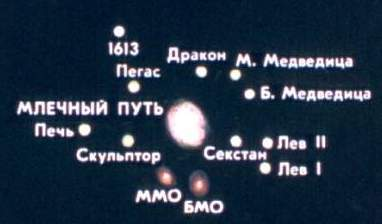 1613
Дракон
М. Медведица
Пегас
Б. Медведица
МЛЕЧНЫЙ ПУТЬ
Печь
Скульптор
Секстан
Лев II
Лев I
ММО
БМО